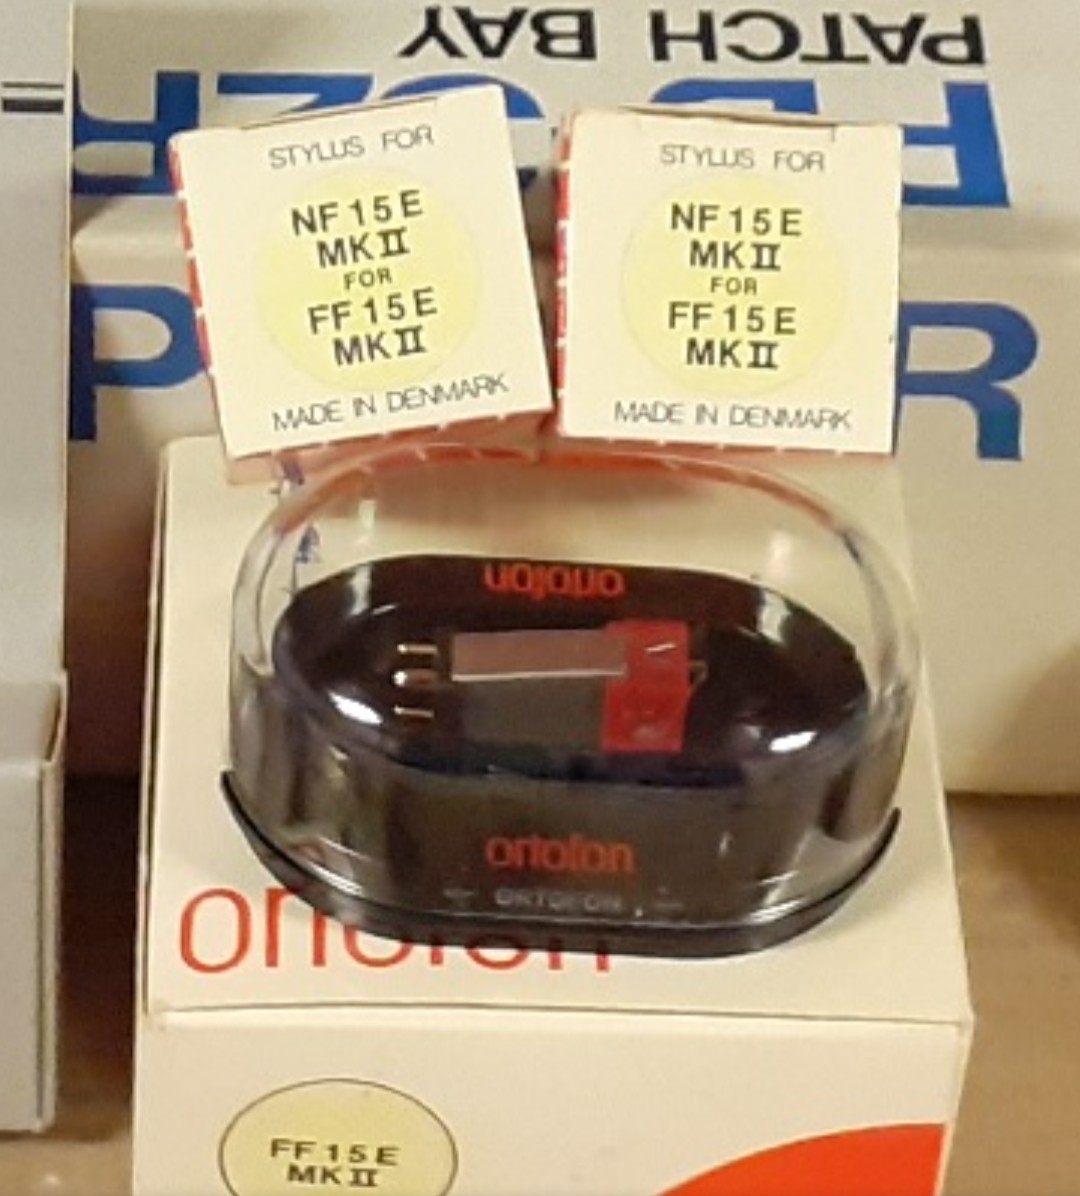 PATCH BAY
STYLUS FOR
NF 15 E
MK II
FOR
FF 15 E
MK II
MADE IN DENMARK
STYLUS FOR
NF 15 E
MK II
FOR
FF 15 E
MK II
MADE IN DENMARK
ortofon
ortofon
ORTOFON
ortofon
FF 15 E
MK II